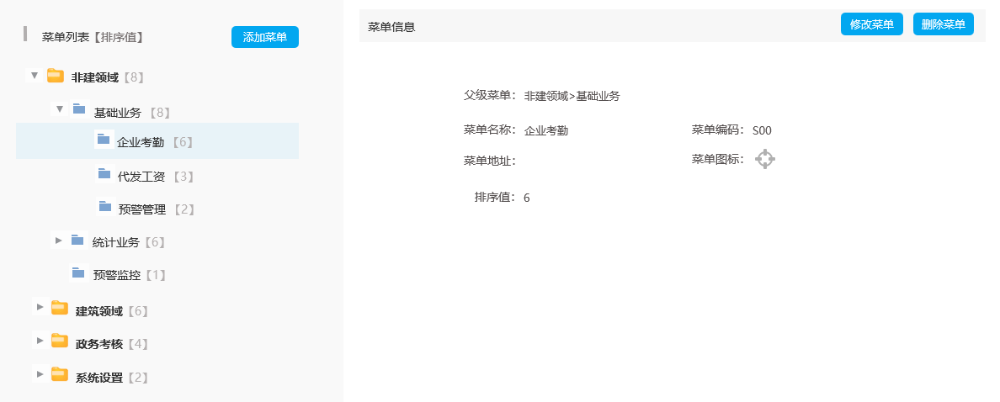 菜单列表【排序值】 添加菜单
非建领域【8】
基础业务 【8】
企业考勤 【6】
代发工资 【3】
预警管理 【2】
统计业务【6】
预警监控【1】
建筑领域【6】
政务考核【4】
系统设置【2】
菜单信息 修改菜单 删除菜单
父级菜单： 非建领域>基础业务
菜单名称： 企业考勤 菜单编码： S00
菜单地址： 菜单图标：
排序值： 6